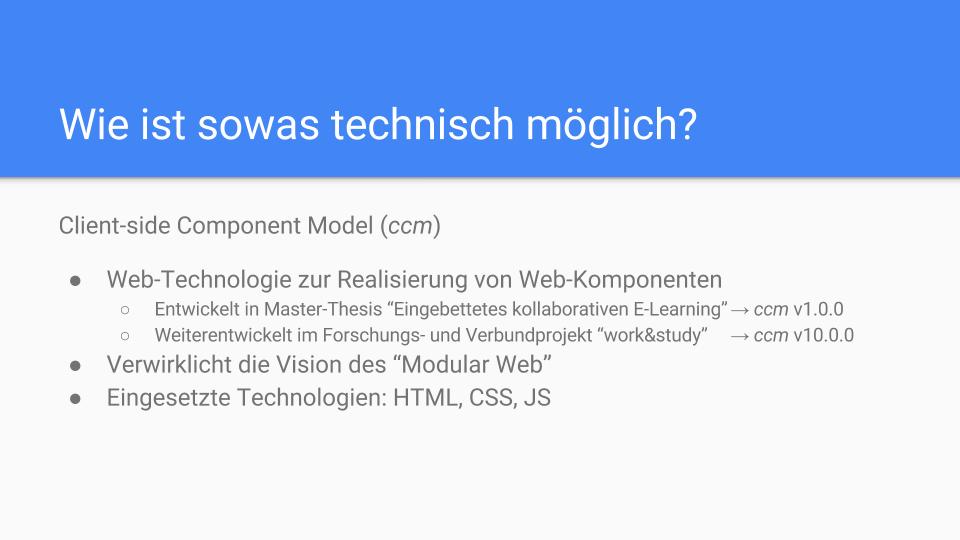 Wie ist sowas technisch möglich?
Client-side Component Model (ccm)
● Web-Technologie zur Realisierung von Web-Komponenten
○ Entwickelt in Master-Thesis “Eingebettetes kollaborativen E-Learning” → ccm v1.0.0
○ Weiterentwickelt im Forschungs- und Verbundprojekt “work&study” → ccm v10.0.0
● Verwirklicht die Vision des “Modular Web”
● Eingesetzte Technologien: HTML, CSS, JS